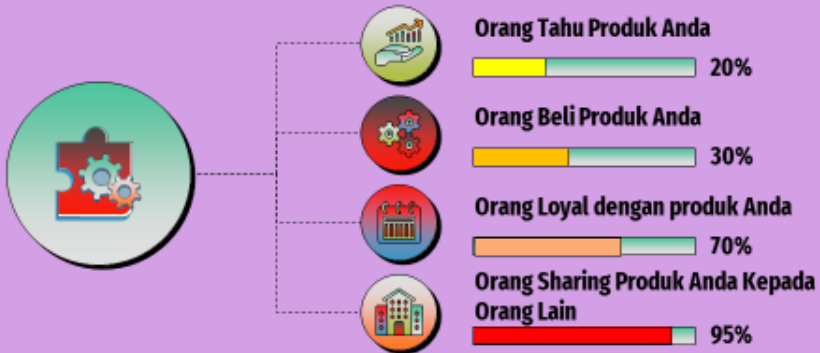 Orang Tahu Produk Anda
20%
Orang Beli Produk Anda
30%
Orang Loyal dengan produk Anda
70%
Orang Sharing Produk Anda Kepada
Orang Lain
95%